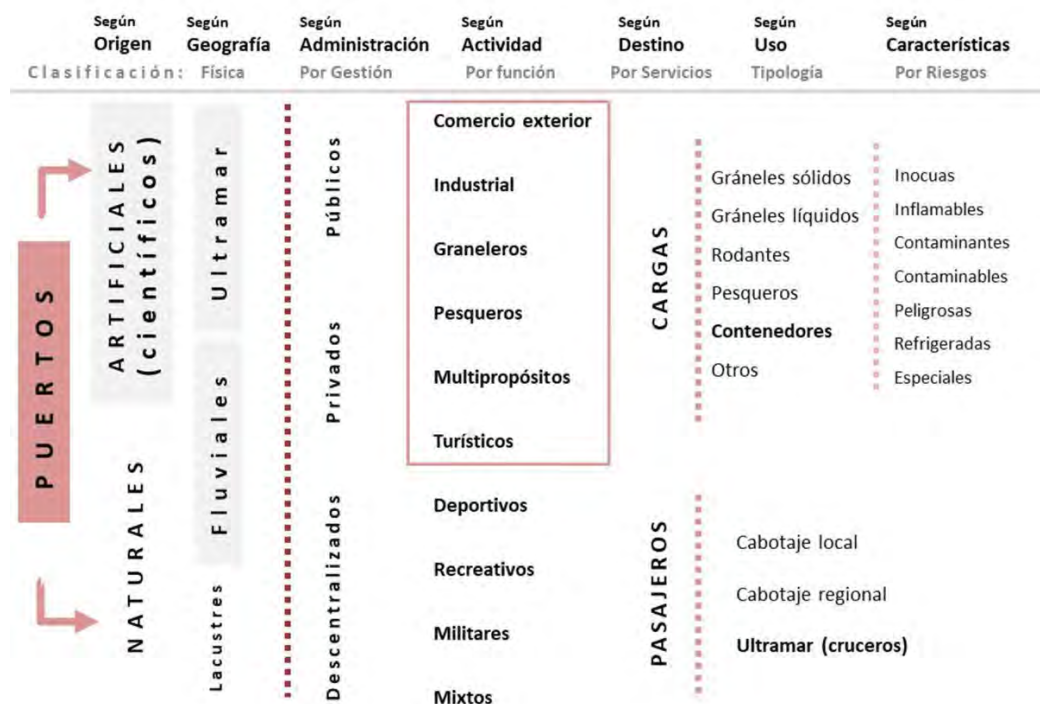 Según Origen
Según Geografía
Según Administración
Según Actividad
Según Destino
Según Uso
Según Características
Clasificación:
Física
Por Gestión
Por función
Por Servicios
Tipología
Por Riesgos
PUERTOS
ARTIFICIALES
(científicos)
NATURALES
Ultramar
Fluviales
Lacustres
Públicos
Privados
Descentralizados
Comercio exterior
Industrial
Graneleros
Pesqueros
Multipropósitos
Turísticos
Deportivos
Recreativos
Militares
Mixtos
CARGAS
Gráneles sólidos
Gráneles líquidos
Rodantes
Pesqueros
Contenedores
Otros
Inocuas
Inflamables
Contaminantes
Contaminables
Peligrosas
Refrigeradas
Especiales
PASAJEROS
Cabotaje local
Cabotaje regional
Ultramar (cruceros)